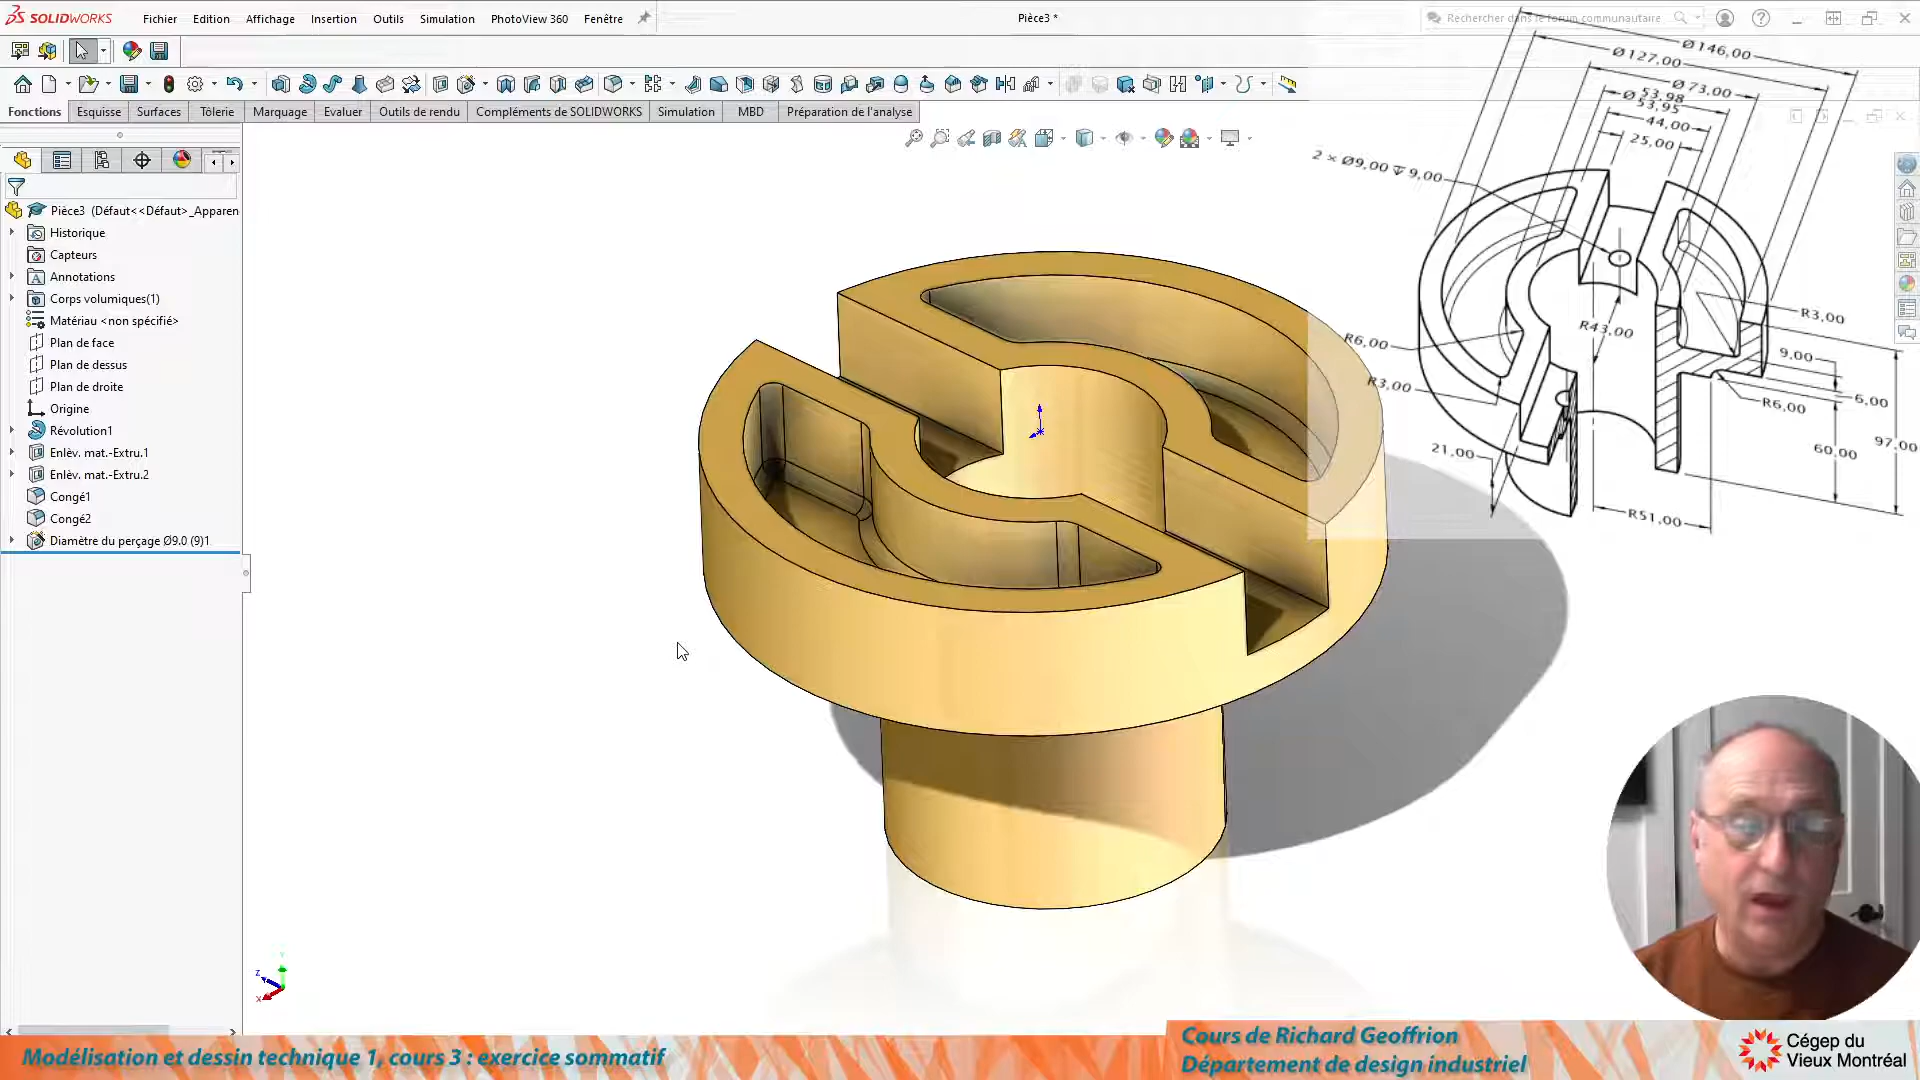 SOLIDWORKS
Fichier Edition Affichage Insertion Outils Simulation PhotoView 360 Fenêtre
Pièce3 *
Rechercher dans le forum communautaire
Fonctions Esquisse Surfaces Tôlerie Marquage Evaluer Outils de rendu Compléments de SOLIDWORKS Simulation MBD Préparation de l'analyse
Pièce3 (Défaut<<Défaut>_Apparen
Historique
Capteurs
Annotations
Corps volumiques(1)
Matériau <non spécifié>
Plan de face
Plan de dessus
Plan de droite
Origine
Révolution1
Enlèv. mat.-Extru.1
Enlèv. mat.-Extru.2
Congé1
Congé2
Diamètre du perçage Ø9.0 (9)1
Ø146,00
Ø127,00
Ø73,00
Ø53,98
53,95
44,00
25,00
2 × Ø9,00 ↧ 9,00
R3,00
R43,00
R6,00
9,00
R3,00
R6,00
6,00
97,00
21,00
60,00
R51,00
Y
Z
X
Modélisation et dessin technique 1, cours 3 : exercice sommatif
Cours de Richard Geoffrion
Département de design industriel
Cégep du
Vieux Montréal